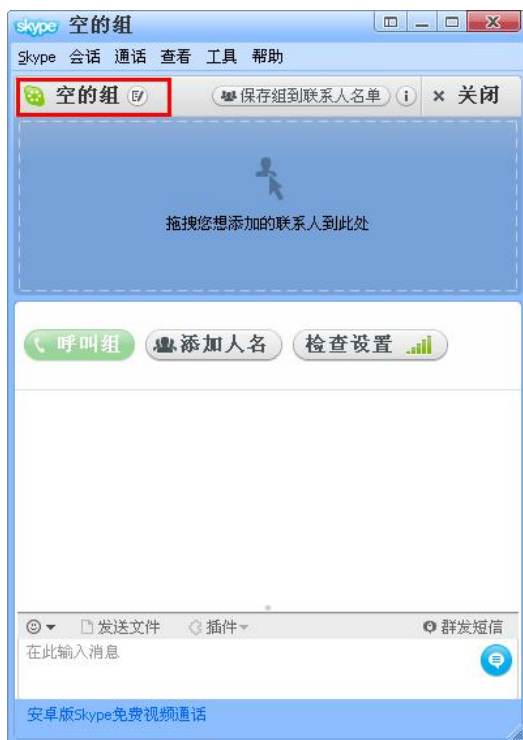 skype 空的组
Skype 会话 通话 查看 工具 帮助
空的组 保存组到联系人名单 i × 关闭
拖拽您想添加的联系人到此处
呼叫组 添加人名 检查设置
发送文件 插件 群发短信
在此输入消息
安卓版Skype免费视频通话